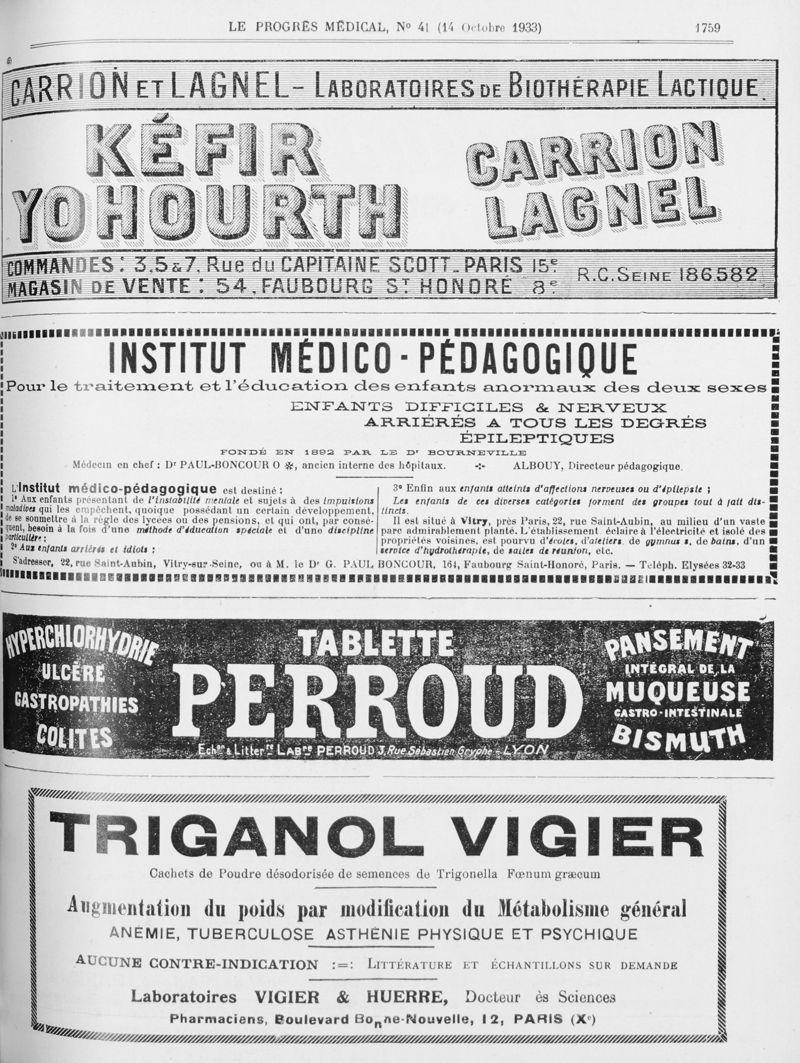 LE PROGRÈS MÉDICAL, No 41 (14 Octobre 1933) 1759
CARRION ET LAGNEL - LABORATOIRES DE BIOTHÉRAPIE LACTIQUE.
KÉFIR
YOHOURTH
CARRION
LAGNEL
COMMANDES : 3.5 & 7. Rue du CAPITAINE SCOTT - PARIS 15e
MAGASIN DE VENTE : 54. FAUBOURG ST HONORÉ 8e
R.C. SEINE 186.582
INSTITUT MÉDICO - PÉDAGOGIQUE
Pour le traitement et l'éducation des enfants anormaux des deux sexes
ENFANTS DIFFICILES & NERVEUX
ARRIÉRÉS A TOUS LES DEGRÉS
ÉPILEPTIQUES
FONDÉ EN 1892 PAR LE Dr BOURNEVILLE
Médecin en chef : Dr PAUL-BONCOUR O ✻, ancien interne des hôpitaux. ALBOUY, Directeur pédagogique.
L'Institut médico-pédagogique est destiné :
1o Aux enfants présentant de l'instabilité mentale et sujets à des impulsions
maladives qui les empêchent, quoique possédant un certain développement,
de se soumettre à la règle des lycées ou des pensions, et qui ont, par consé-
quent, besoin à la fois d'une méthode d'éducation spéciale et d'une discipline
particulière ;
2o Aux enfants arriérés et idiots ;
3o Enfin aux enfants atteints d'affections nerveuses ou d'épilepsie ;
Les enfants de ces diverses catégories forment des groupes tout à fait dis-
tincts.
Il est situé à Vitry, près Paris, 22, rue Saint-Aubin, au milieu d'un vaste
parc admirablement planté. L'établissement éclaire à l'électricité et isolé des
propriétés voisines, est pourvu d'écoles, d'ateliers, de gymnus s, de bains, d'un
service d'hydrothérapie, de salles de réunion, etc.
S'adresser, 22, rue Saint-Aubin, Vitry-sur-Seine, ou à M. le Dr G. PAUL BONCOUR, 164, Faubourg Saint-Honoré, Paris. — Téléph. Elysées 32-33
HYPERCHLORHYDRIE
ULCÈRE
GASTROPATHIES
COLITES
TABLETTE
PERROUD
Echns & Littérre LABres PERROUD 3, Rue Sébastien Gryphe - LYON
PANSEMENT
INTÉGRAL DE LA
MUQUEUSE
GASTRO-INTESTINALE
BISMUTH
TRIGANOL VIGIER
Cachets de Poudre désodorisée de semences de Trigonella Fœnum græcum
Augmentation du poids par modification du Métabolisme général
ANÉMIE, TUBERCULOSE ASTHÉNIE PHYSIQUE ET PSYCHIQUE
AUCUNE CONTRE-INDICATION :=: LITTÉRATURE ET ÉCHANTILLONS SUR DEMANDE
Laboratoires VIGIER & HUERRE, Docteur ès Sciences
Pharmaciens, Boulevard Bonne-Nouvelle, 12, PARIS (Xe)